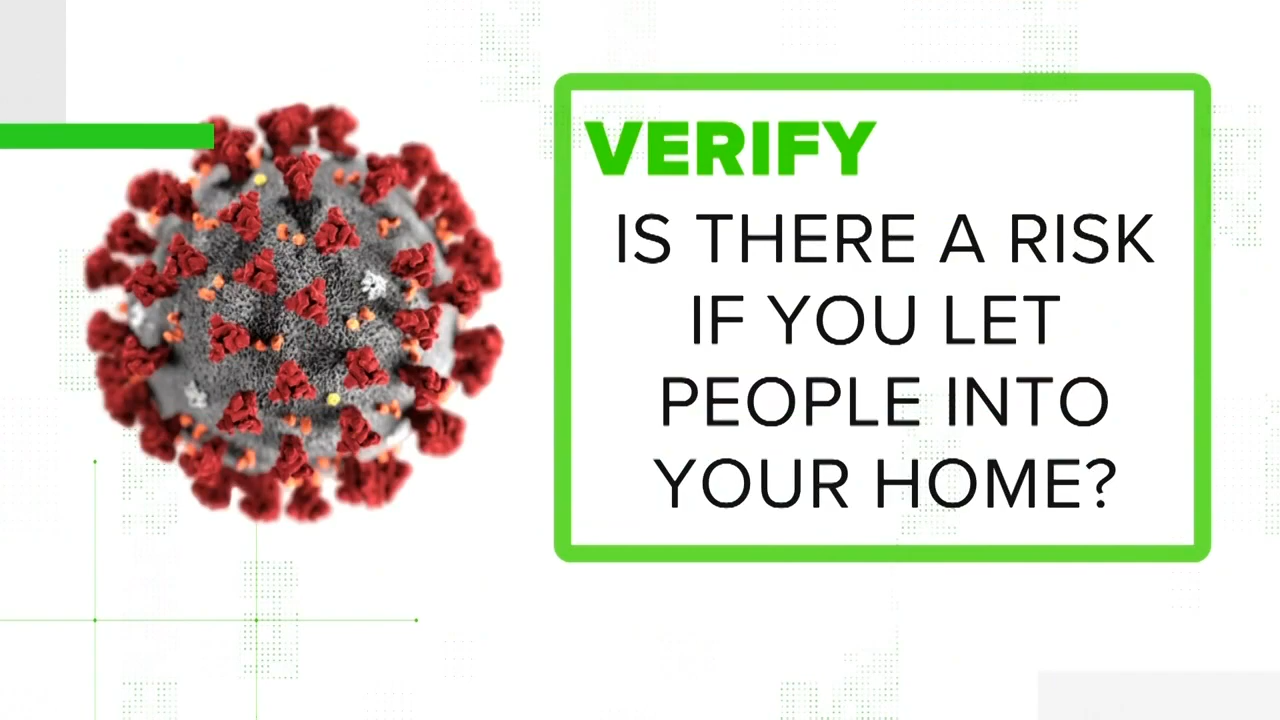 VERIFY
IS THERE A RISK
IF YOU LET
PEOPLE INTO
YOUR HOME?